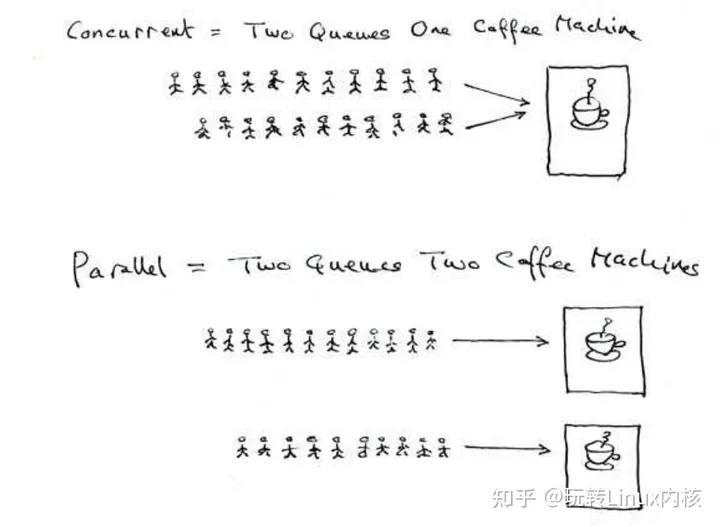 Concurrent = Two Queues One Coffee Machine
Parallel = Two Queues Two Coffee Machines
知乎 @玩转Linux内核